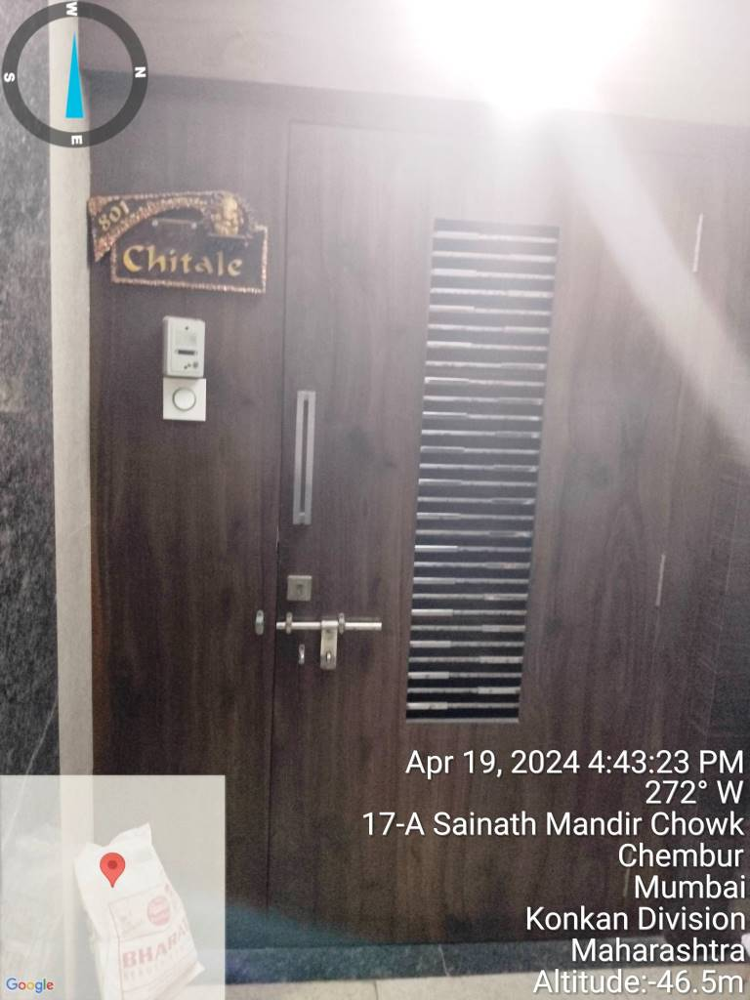 W
N
S
E
801
Chitale
Apr 19, 2024 4:43:23 PM
272° W
17-A Sainath Mandir Chowk
Chembur
Mumbai
Konkan Division
Maharashtra
Altitude:-46.5m
Google